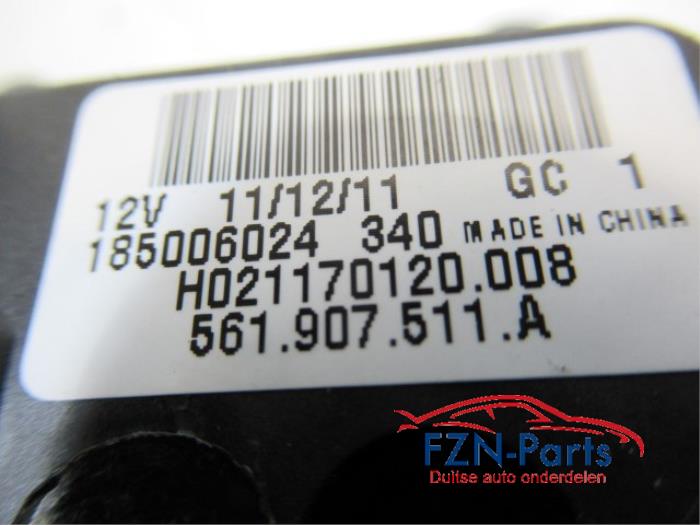 12V 11/12/11 GC 1
185006024 340 MADE IN CHINA
H021170120.008
561.907.511.A
FZN-Parts
Duitse auto onderdelen